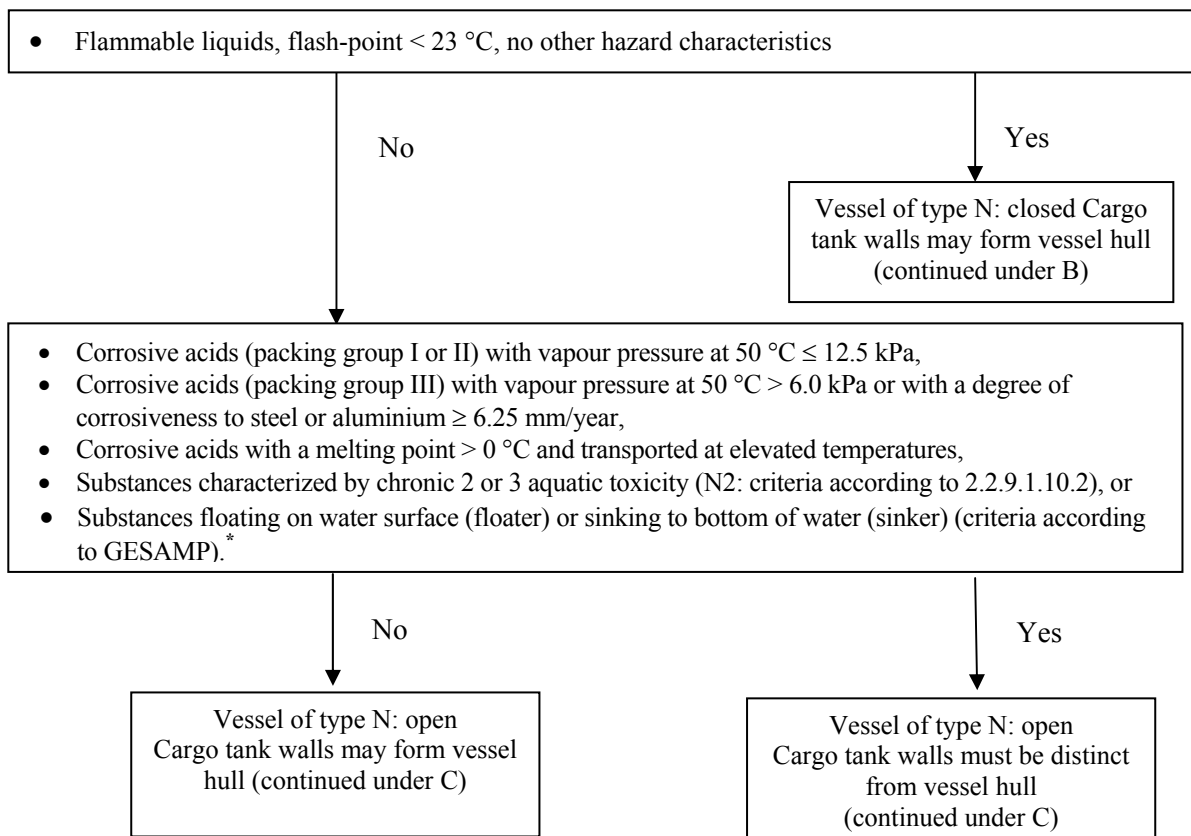 • Flammable liquids, flash-point < 23 °C, no other hazard characteristics
No
Yes
Vessel of type N: closed Cargo
tank walls may form vessel hull
(continued under B)
• Corrosive acids (packing group I or II) with vapour pressure at 50 °C ≤ 12.5 kPa,
• Corrosive acids (packing group III) with vapour pressure at 50 °C > 6.0 kPa or with a degree of
corrosiveness to steel or aluminium ≥ 6.25 mm/year,
• Corrosive acids with a melting point > 0 °C and transported at elevated temperatures,
• Substances characterized by chronic 2 or 3 aquatic toxicity (N2: criteria according to 2.2.9.1.10.2), or
• Substances floating on water surface (floater) or sinking to bottom of water (sinker) (criteria according
to GESAMP).*
No
Yes
Vessel of type N: open
Cargo tank walls may form vessel
hull (continued under C)
Vessel of type N: open
Cargo tank walls must be distinct
from vessel hull
(continued under C)